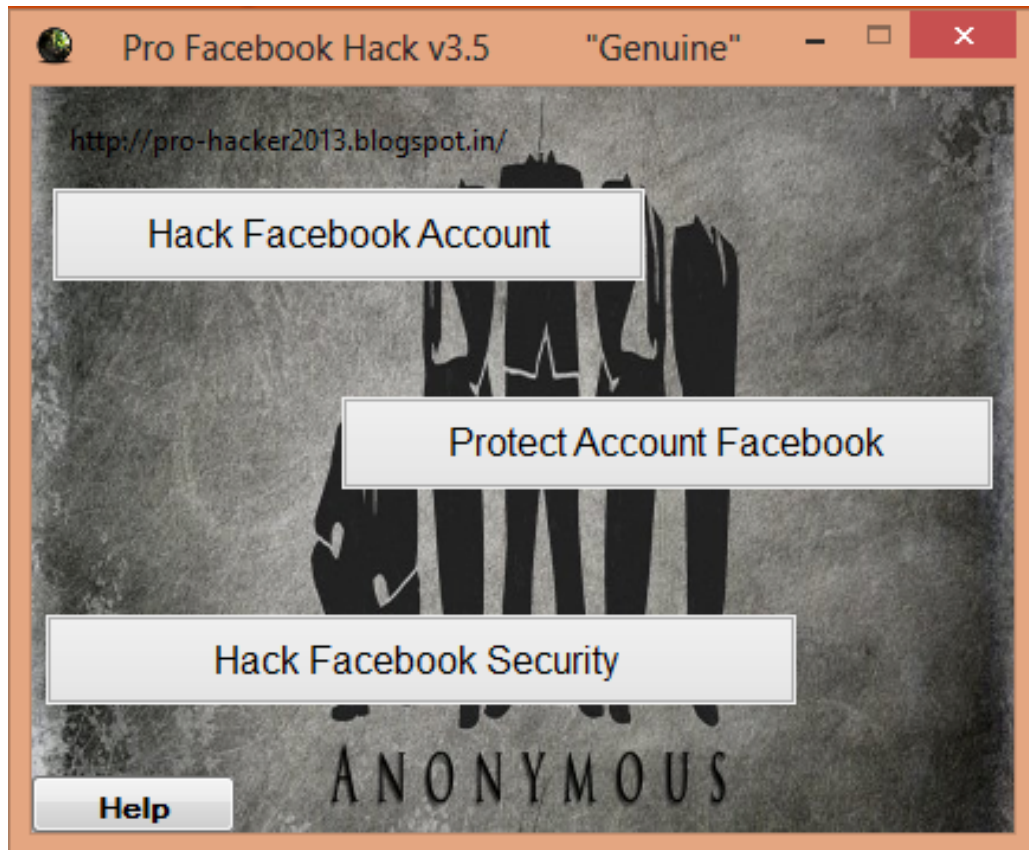 Pro Facebook Hack v3.5 "Genuine"
http://pro-hacker2013.blogspot.in/
Hack Facebook Account
Protect Account Facebook
Hack Facebook Security
ANONYMOUS
Help